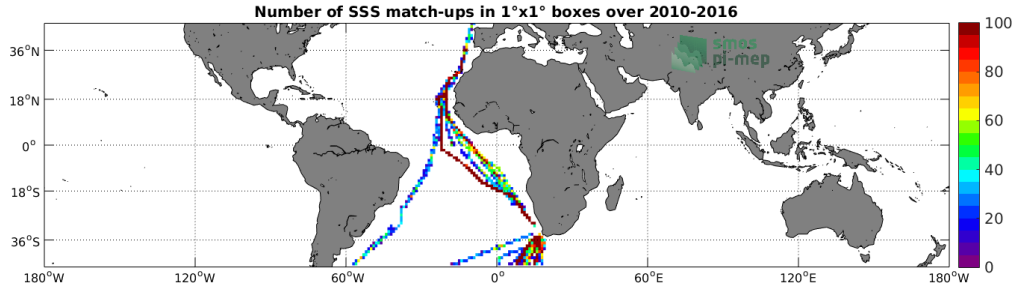 Number of SSS match-ups in 1°x1° boxes over 2010-2016
smos
pi-mep
36°N
18°N
0°
18°S
36°S
180°W
120°W
60°W
0°
60°E
120°E
180°W
100
80
60
40
20
0